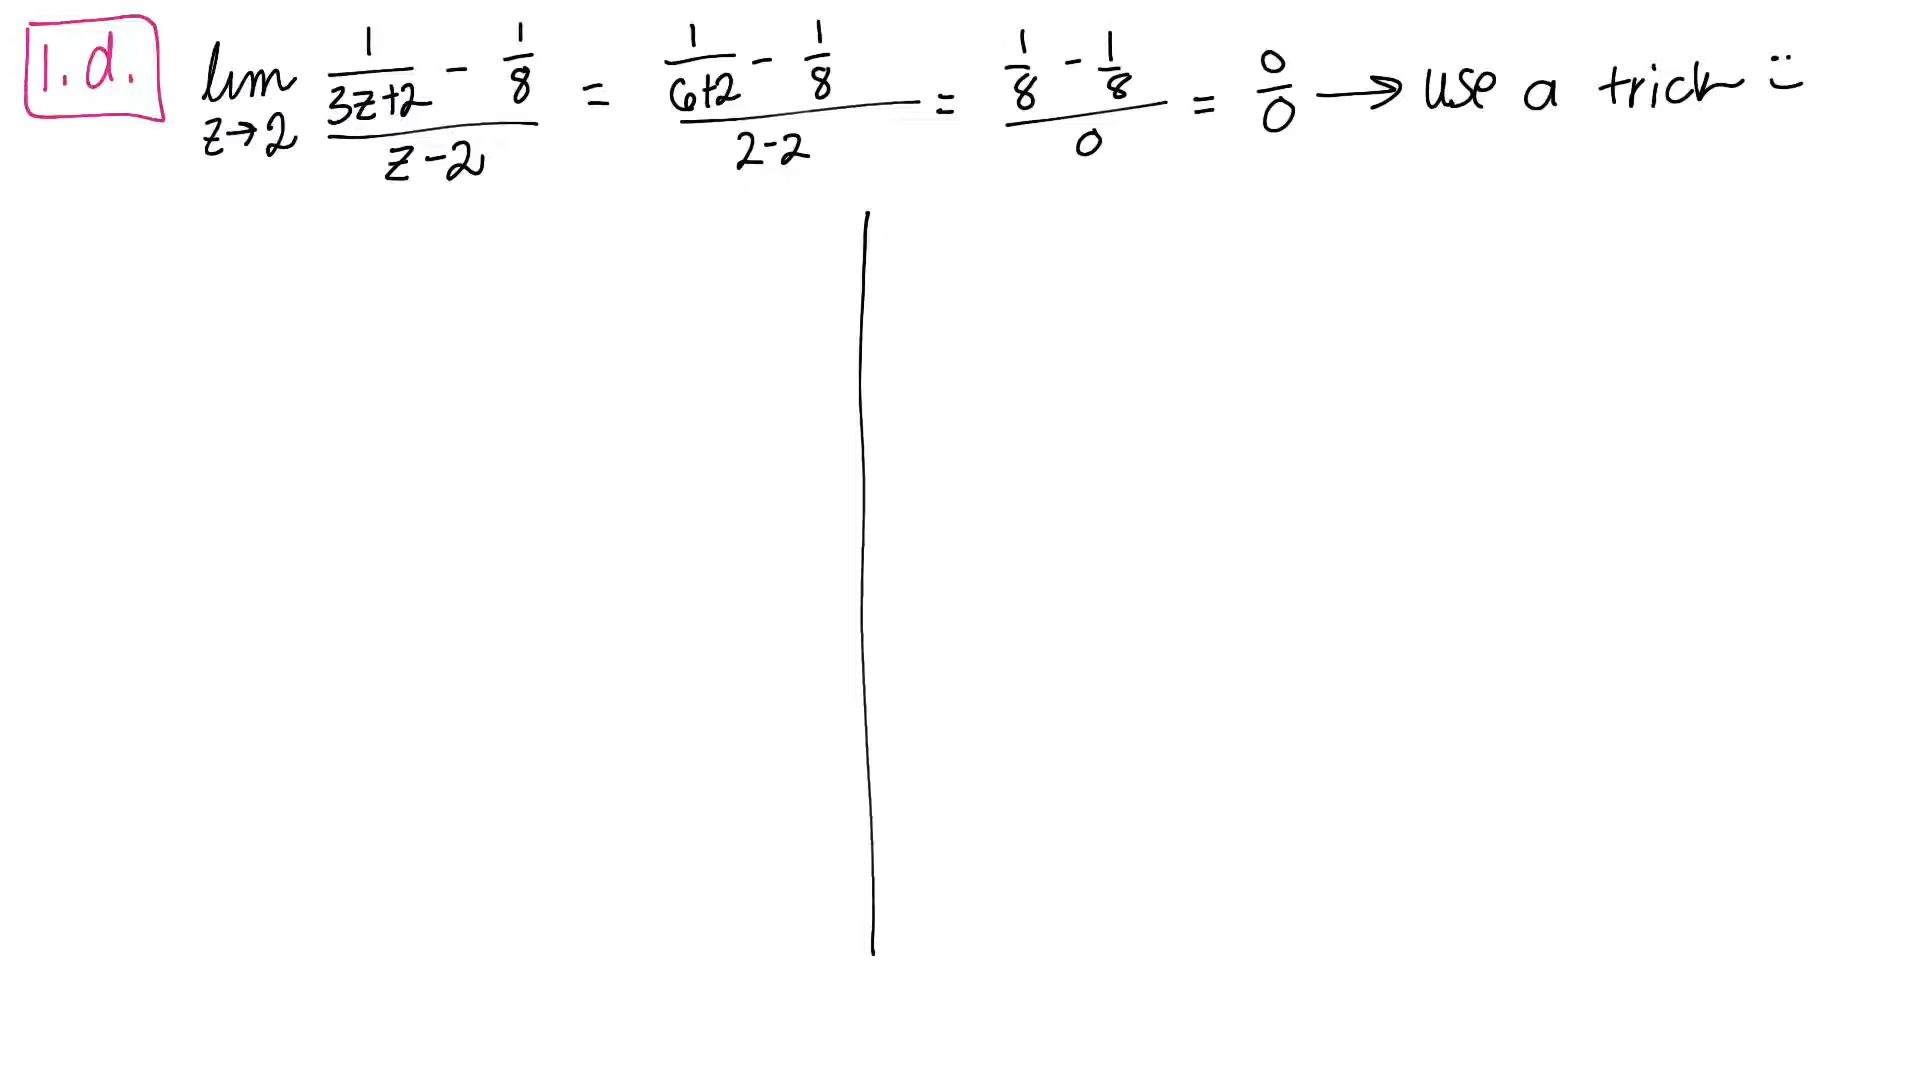 1.d. lim z→2 (1/(3z+2) - 1/8)/(z-2) = (1/(6+2) - 1/8)/(2-2) = (1/8 - 1/8)/0 = 0/0 → use a trick :)